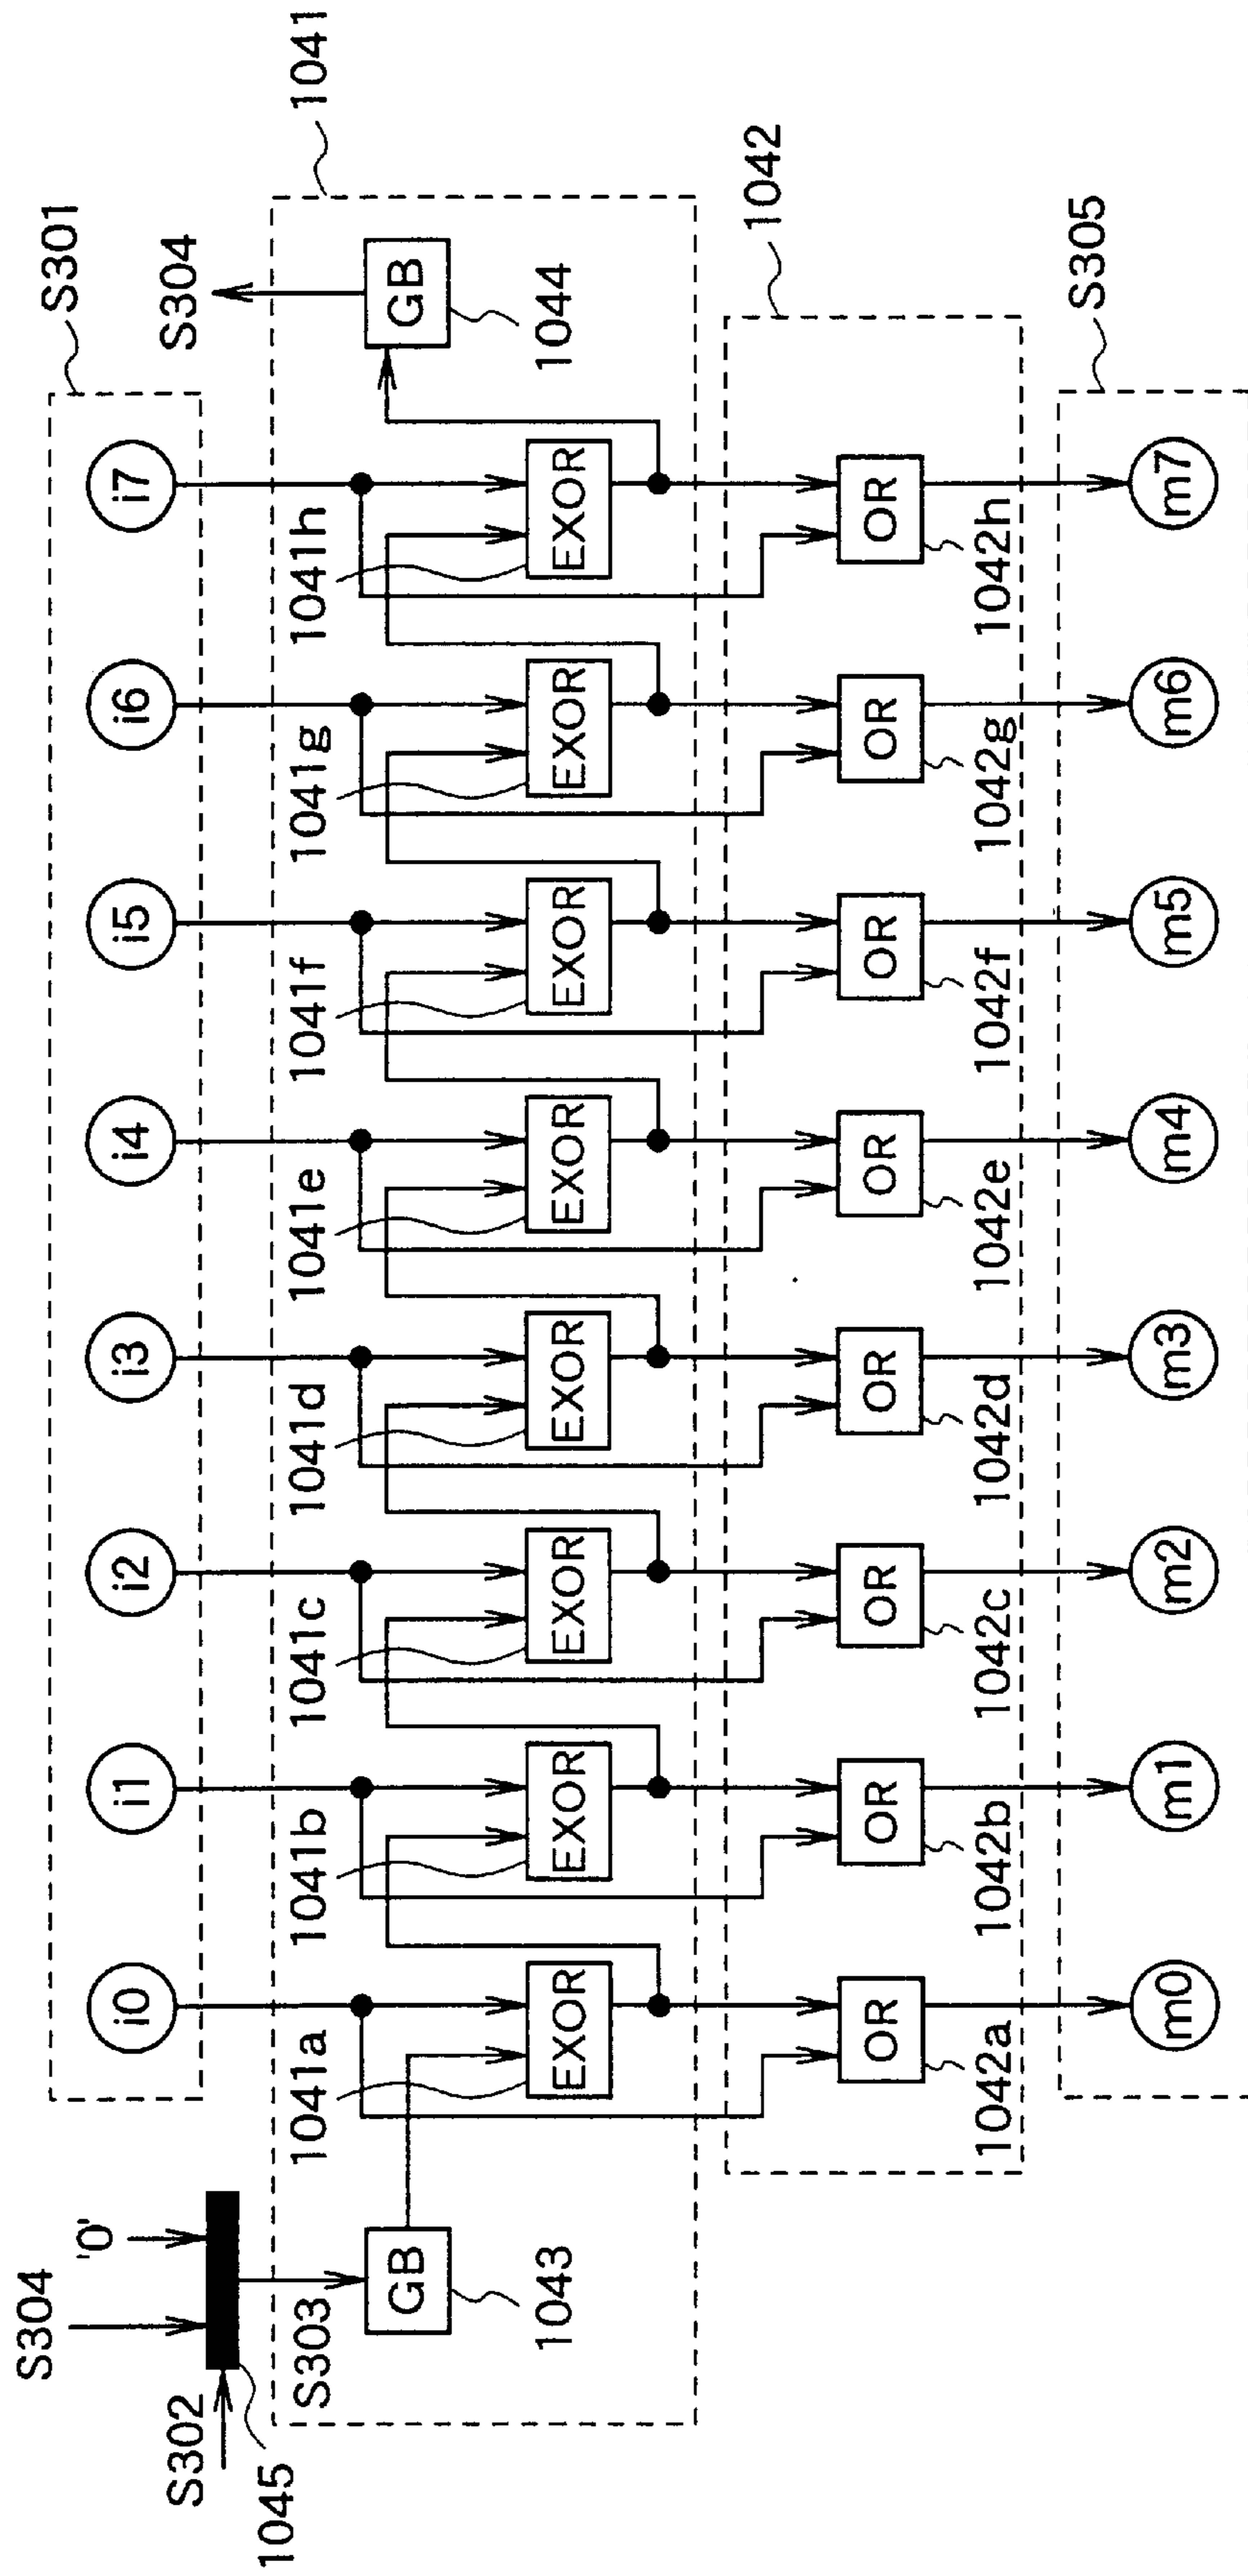 S304
'0'
S302
1045
S301
i0 i1 i2 i3 i4 i5 i6 i7
S304
1041
S303
GB
1043
1041a 1041b 1041c 1041d 1041e 1041f 1041g 1041h
EXOR EXOR EXOR EXOR EXOR EXOR EXOR EXOR
GB
1044
1042
OR OR OR OR OR OR OR OR
1042a 1042b 1042c 1042d 1042e 1042f 1042g 1042h
S305
m0 m1 m2 m3 m4 m5 m6 m7